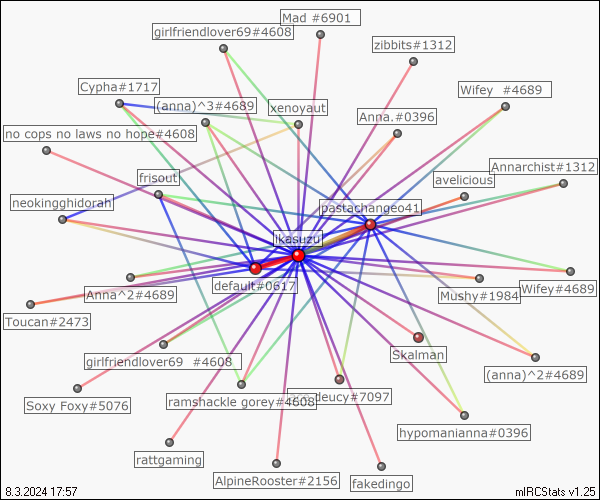 Mad #6901
girlfriendlover69#4608
zibbits#1312
Cypha#1717
Wifey  #4689
(anna)^3#4689
xenoyaut
Anna.#0396
no cops no laws no hope#4608
Annarchist#1312
frisout
avelicious
neokingghidorah
pastachangeo41
ikasuzu
default#0617
Anna^2#4689
Mushy#1984
Wifey#4689
Toucan#2473
Skalman
girlfriendlover69  #4608
(anna)^2#4689
Soxy Foxy#5076
ramshackle gorey#4608
deucy#7097
hypomanianna#0396
rattgaming
AlpineRooster#2156
fakedingo
8.3.2024 17:57
mIRCStats v1.25